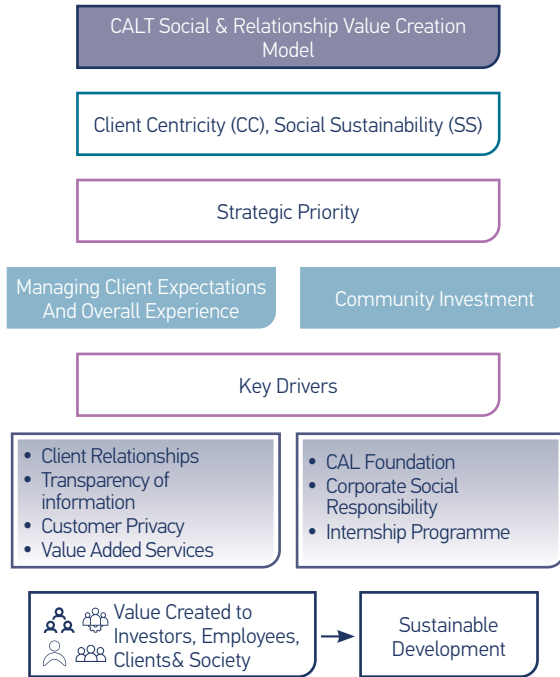 CALT Social & Relationship Value Creation
Model
Client Centricity (CC), Social Sustainability (SS)
Strategic Priority
Managing Client Expectations
And Overall Experience
Community Investment
Key Drivers
• Client Relationships
• Transparency of
information
• Customer Privacy
• Value Added Services
• CAL Foundation
• Corporate Social
Responsibility
• Internship Programme
Value Created to
Investors, Employees,
Clients& Society
Sustainable
Development